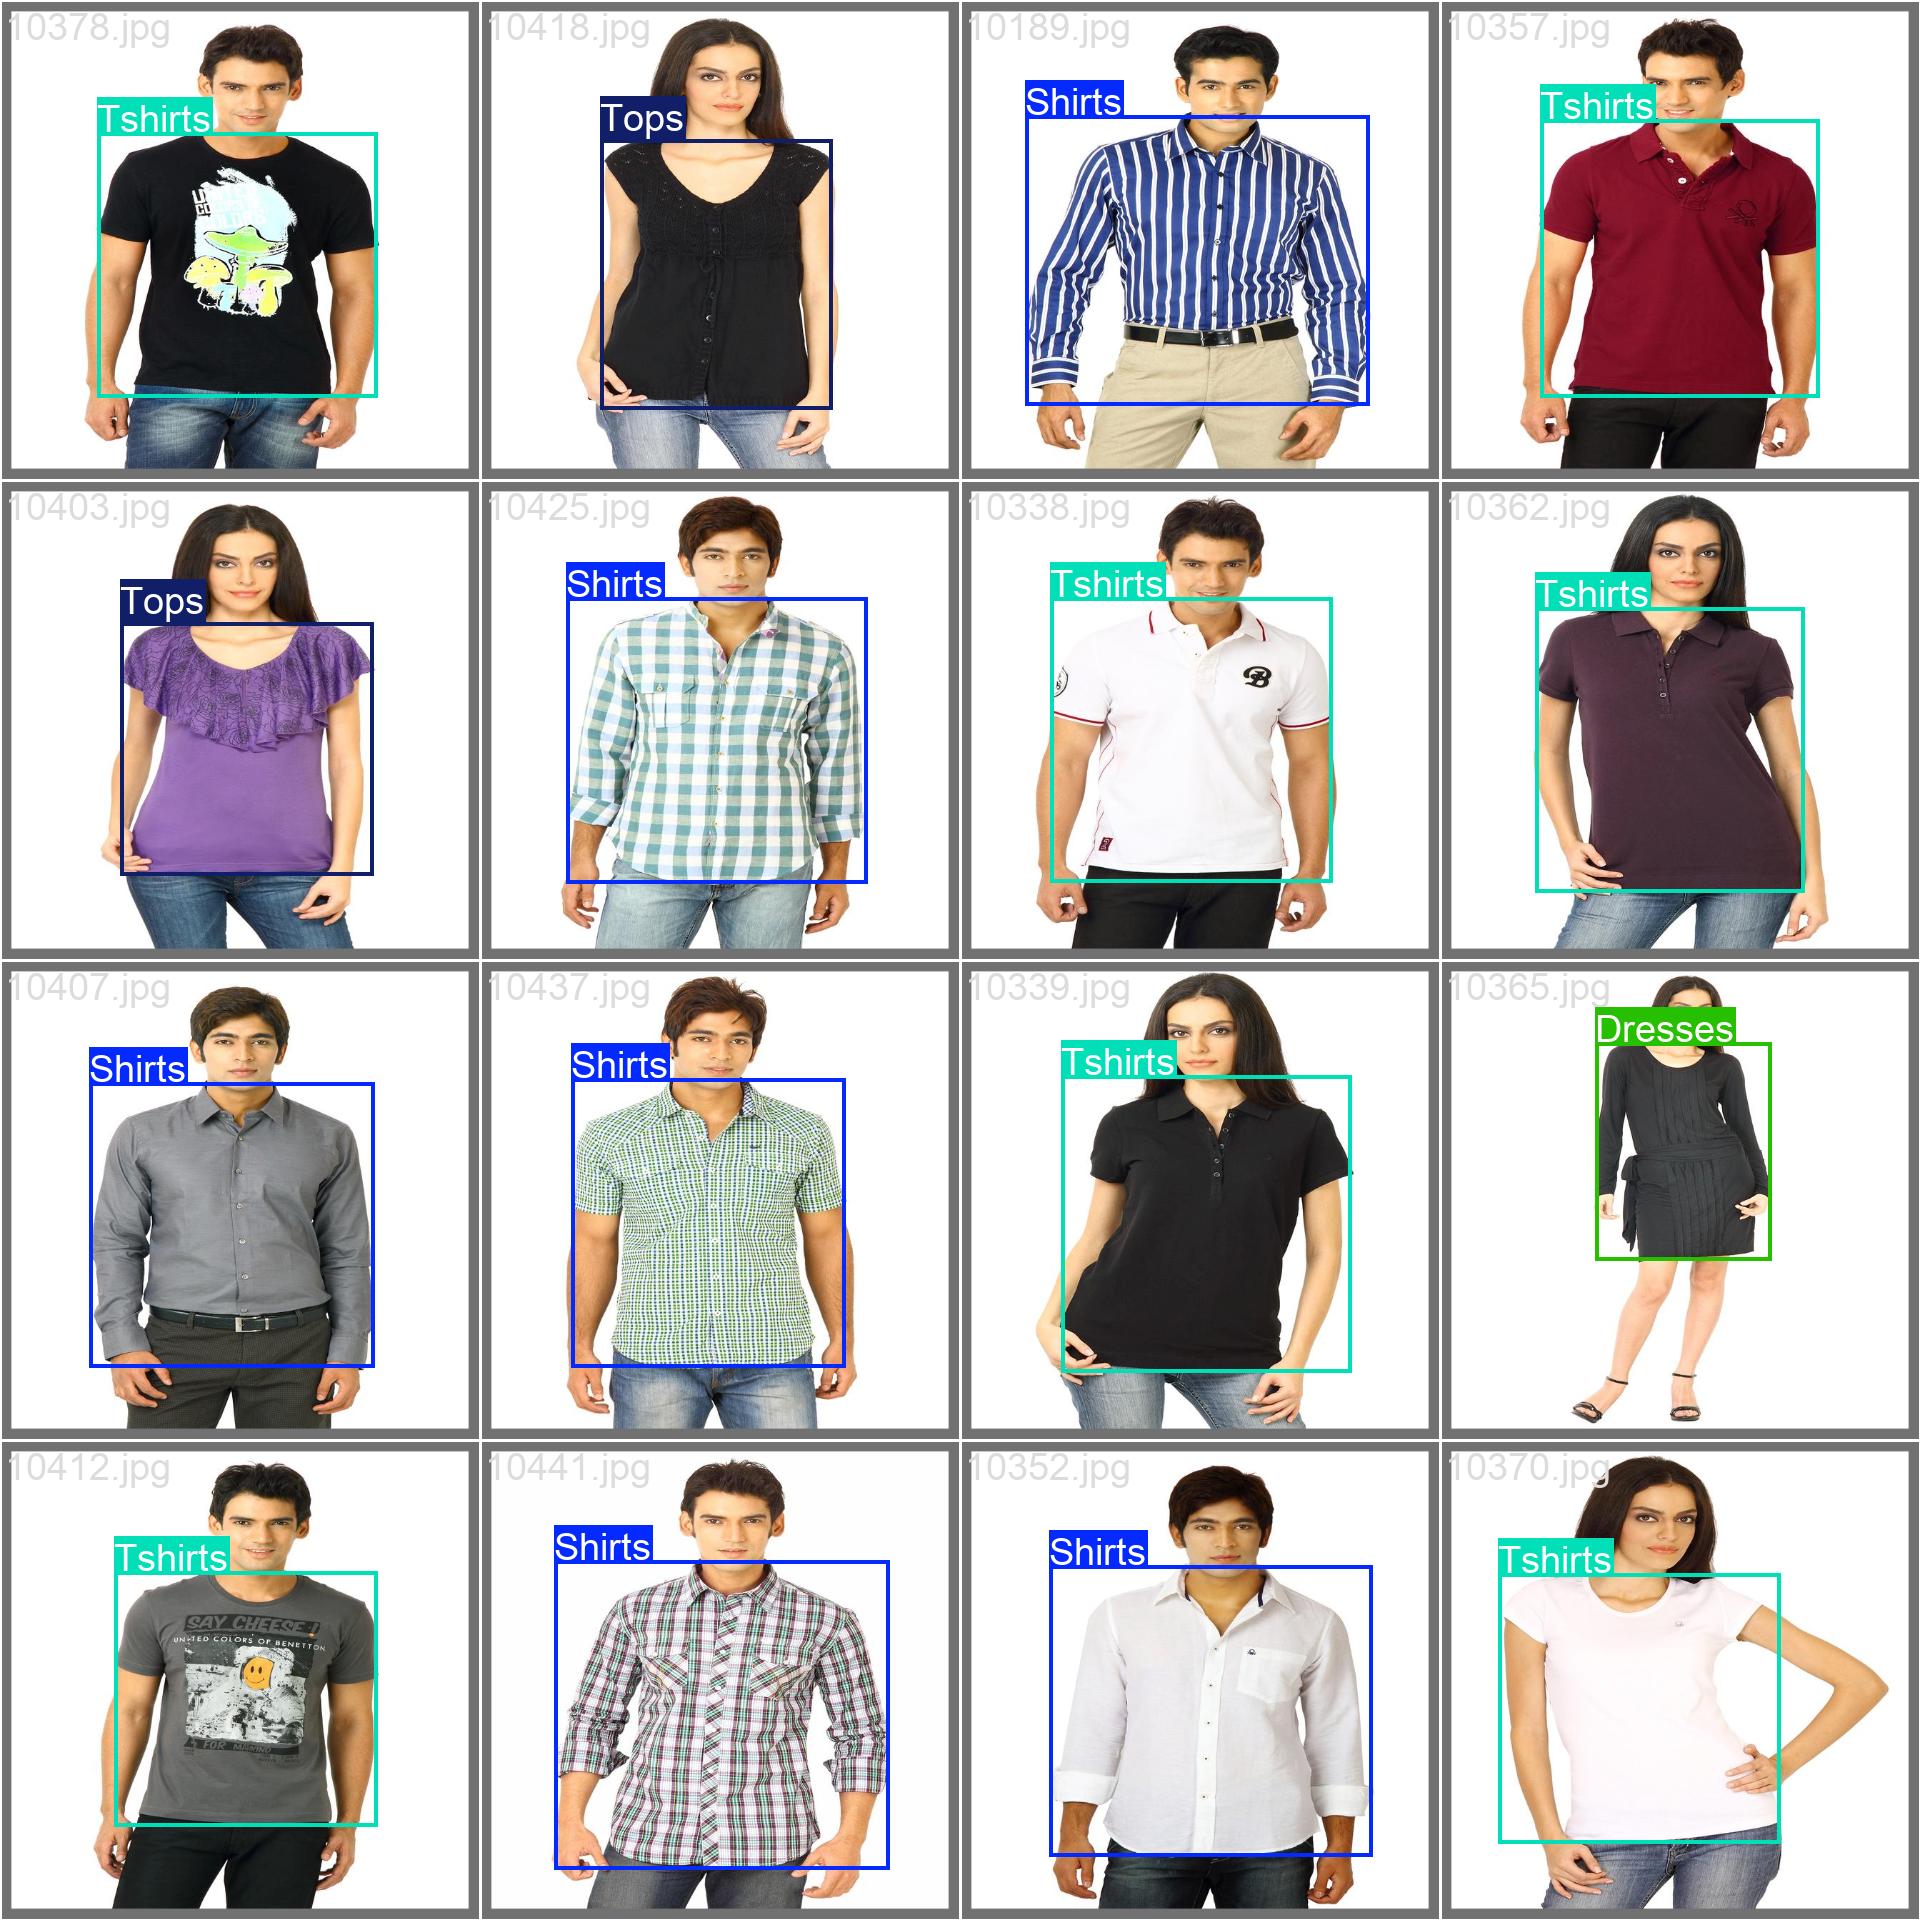 10378.jpg
Tshirts
10418.jpg
Tops
10189.jpg
Shirts
10357.jpg
Tshirts
10403.jpg
Tops
10425.jpg
Shirts
10338.jpg
Tshirts
B
10362.jpg
Tshirts
10407.jpg
Shirts
10437.jpg
Shirts
10339.jpg
Tshirts
10365.jpg
Dresses
10412.jpg
Tshirts
SAY CHEESE!
UNITED COLORS OF BENETTON
FOR MANKIND
10441.jpg
Shirts
10352.jpg
Shirts
10370.jpg
Tshirts